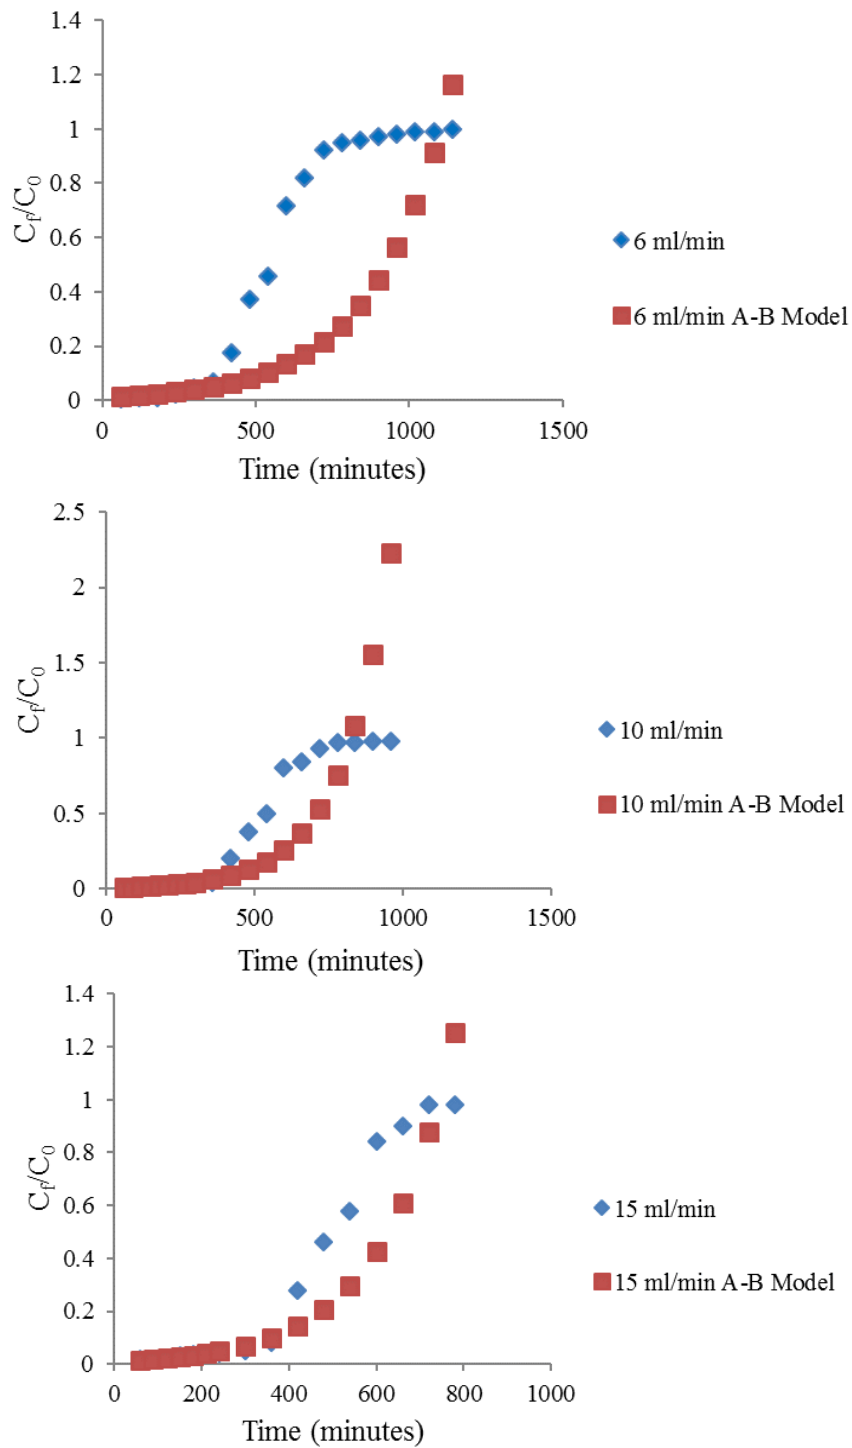 1.4
1.2
1
0.8
0.6
0.4
0.2
0
C_f/C_0
0 500 1000 1500
Time (minutes)
6 ml/min
6 ml/min A-B Model
2.5
2
1.5
1
0.5
0
C_f/C_0
0 500 1000 1500
Time (minutes)
10 ml/min
10 ml/min A-B Model
1.4
1.2
1
0.8
0.6
0.4
0.2
0
C_f/C_0
0 200 400 600 800 1000
Time (minutes)
15 ml/min
15 ml/min A-B Model